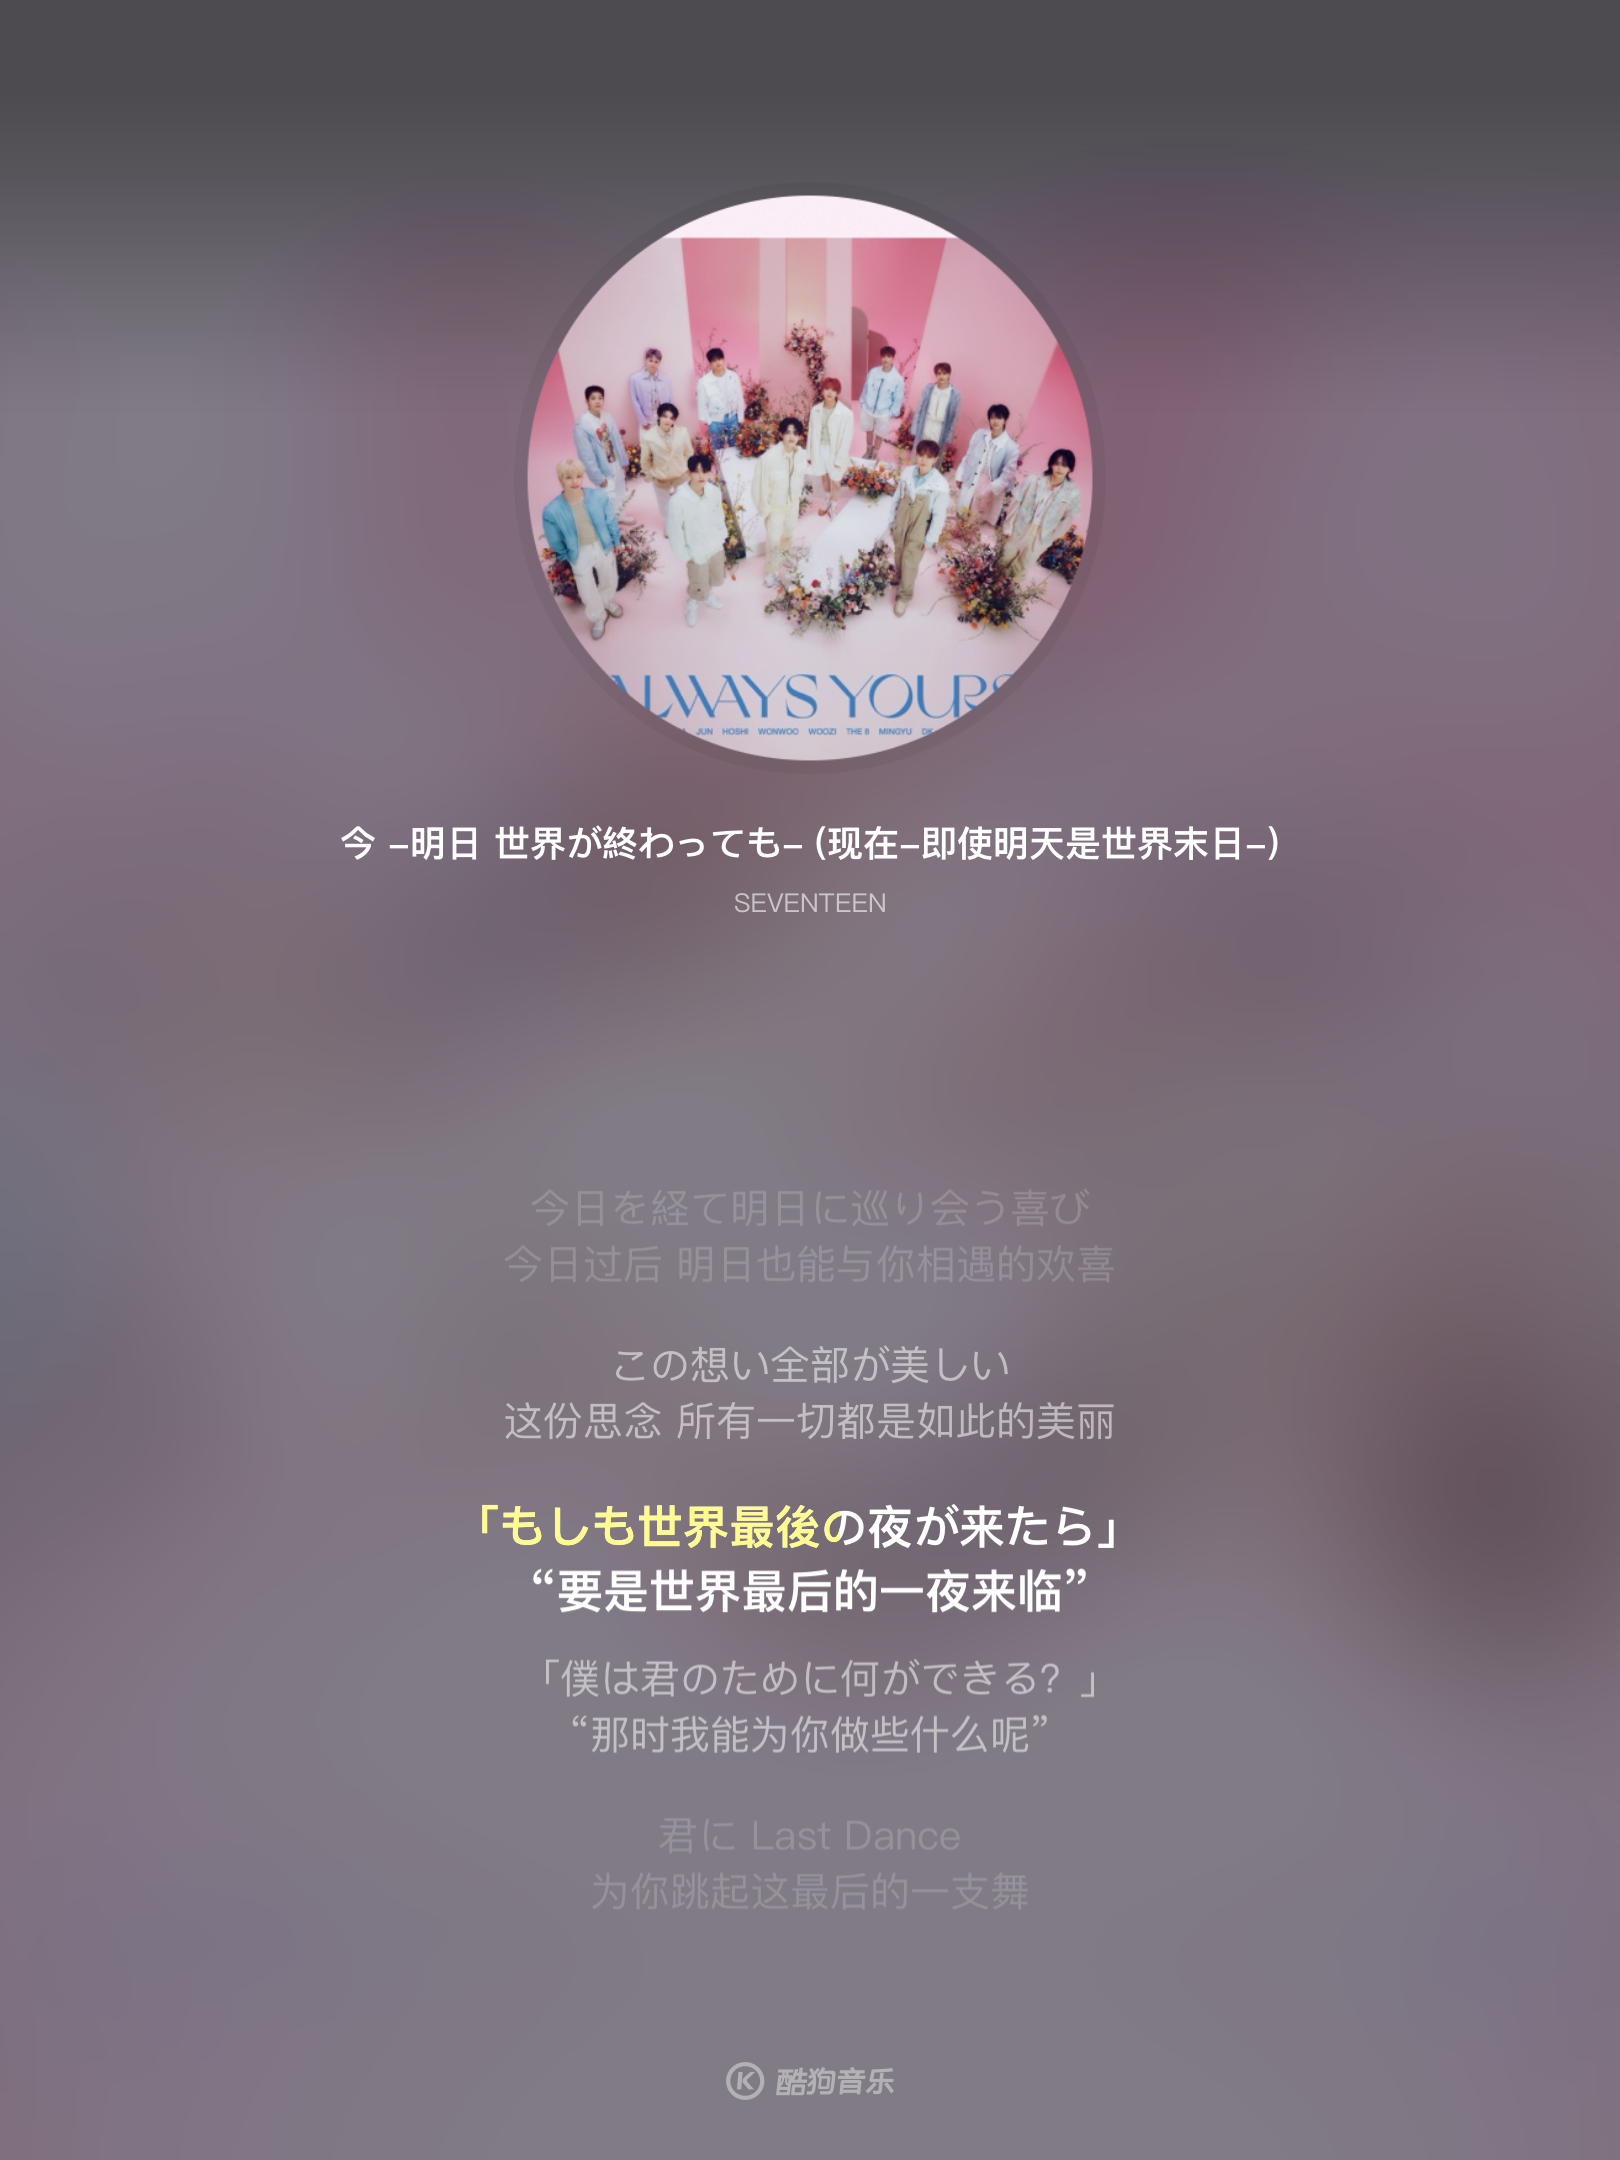 ALWAYS YOURS
JUN HOSHI WONWOO WOOZI THE 8 MINGYU DK
今 –明日 世界が終わっても– (现在–即使明天是世界末日–)
SEVENTEEN
今日を経て明日に巡り会う喜び
今日过后 明日也能与你相遇的欢喜
この想い全部が美しい
这份思念 所有一切都是如此的美丽
「もしも世界最後の夜が来たら」
“要是世界最后的一夜来临”
「僕は君のために何ができる？」
“那时我能为你做些什么呢”
君に Last Dance
为你跳起这最后的一支舞
K 酷狗音乐